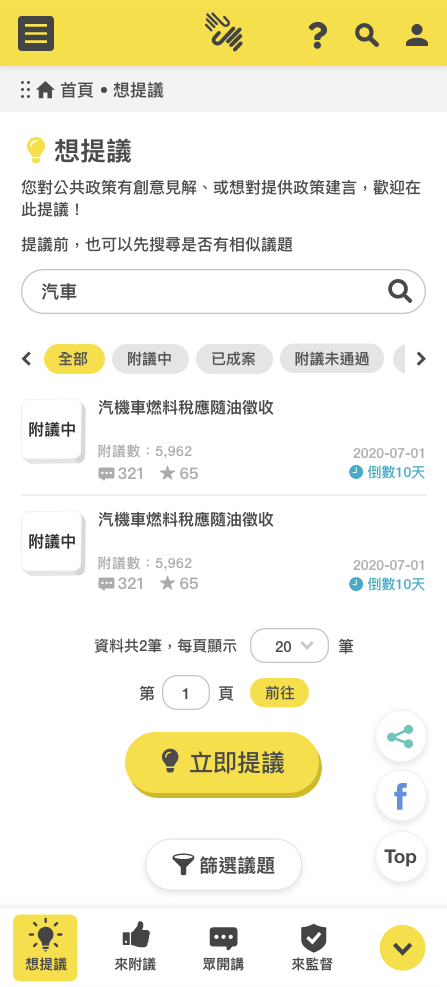 首頁 • 想提議
想提議
您對公共政策有創意見解、或想對提供政策建言，歡迎在
此提議！
提議前，也可以先搜尋是否有相似議題
汽車
全部 附議中 已成案 附議未通過
附議中
汽機車燃料稅應隨油徵收
附議數：5,962
321 65
2020-07-01
倒數10天
附議中
汽機車燃料稅應隨油徵收
附議數：5,962
321 65
2020-07-01
倒數10天
資料共2筆，每頁顯示 20 筆
第 1 頁 前往
立即提議
f
Top
篩選議題
想提議 來附議 眾開講 來監督